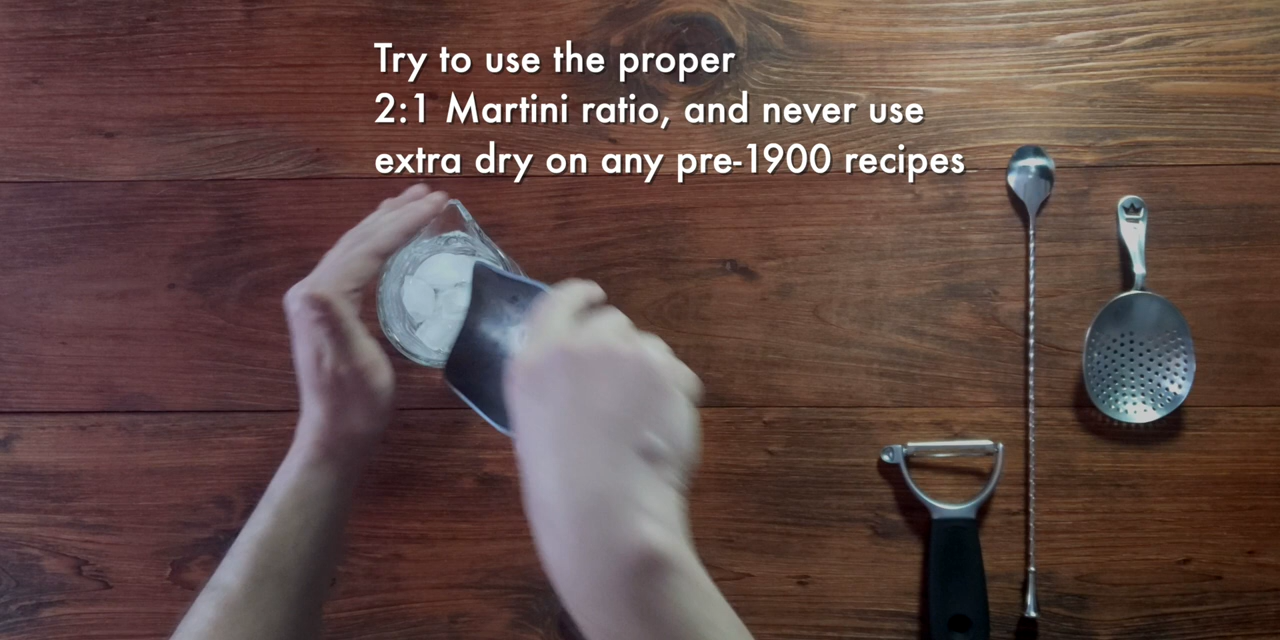 Try to use the proper
2:1 Martini ratio, and never use
extra dry on any pre-1900 recipes